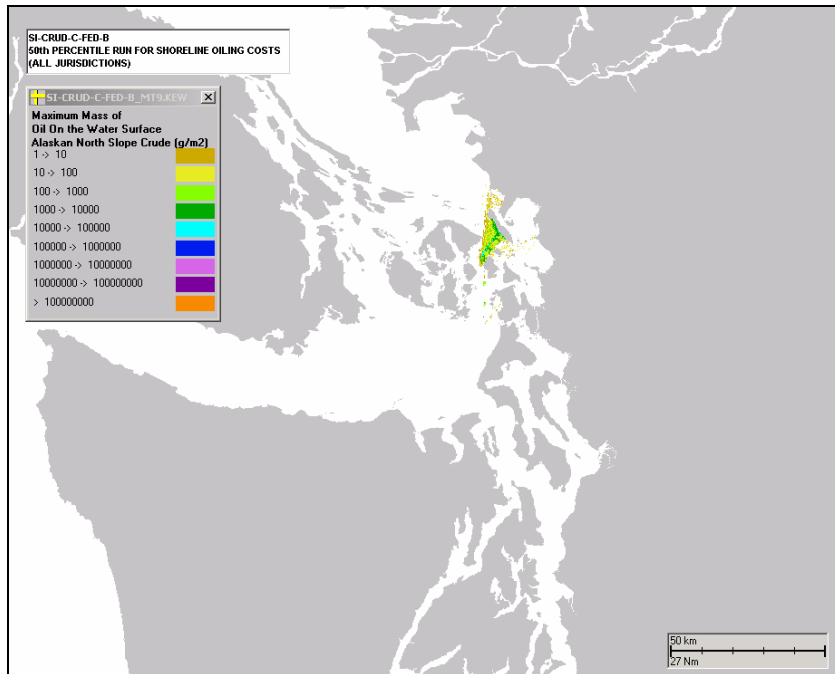 SI-CRUD-C-FED-B
50th PERCENTILE RUN FOR SHORELINE OILING COSTS
(ALL JURISDICTIONS)
SI-CRUD-C-FED-B_MT9.KEW
Maximum Mass of
Oil On the Water Surface
Alaskan North Slope Crude (g/m2)
1 -> 10
10 -> 100
100 -> 1000
1000 -> 10000
10000 -> 100000
100000 -> 1000000
1000000 -> 10000000
10000000 -> 100000000
> 100000000
50 km
27 Nm